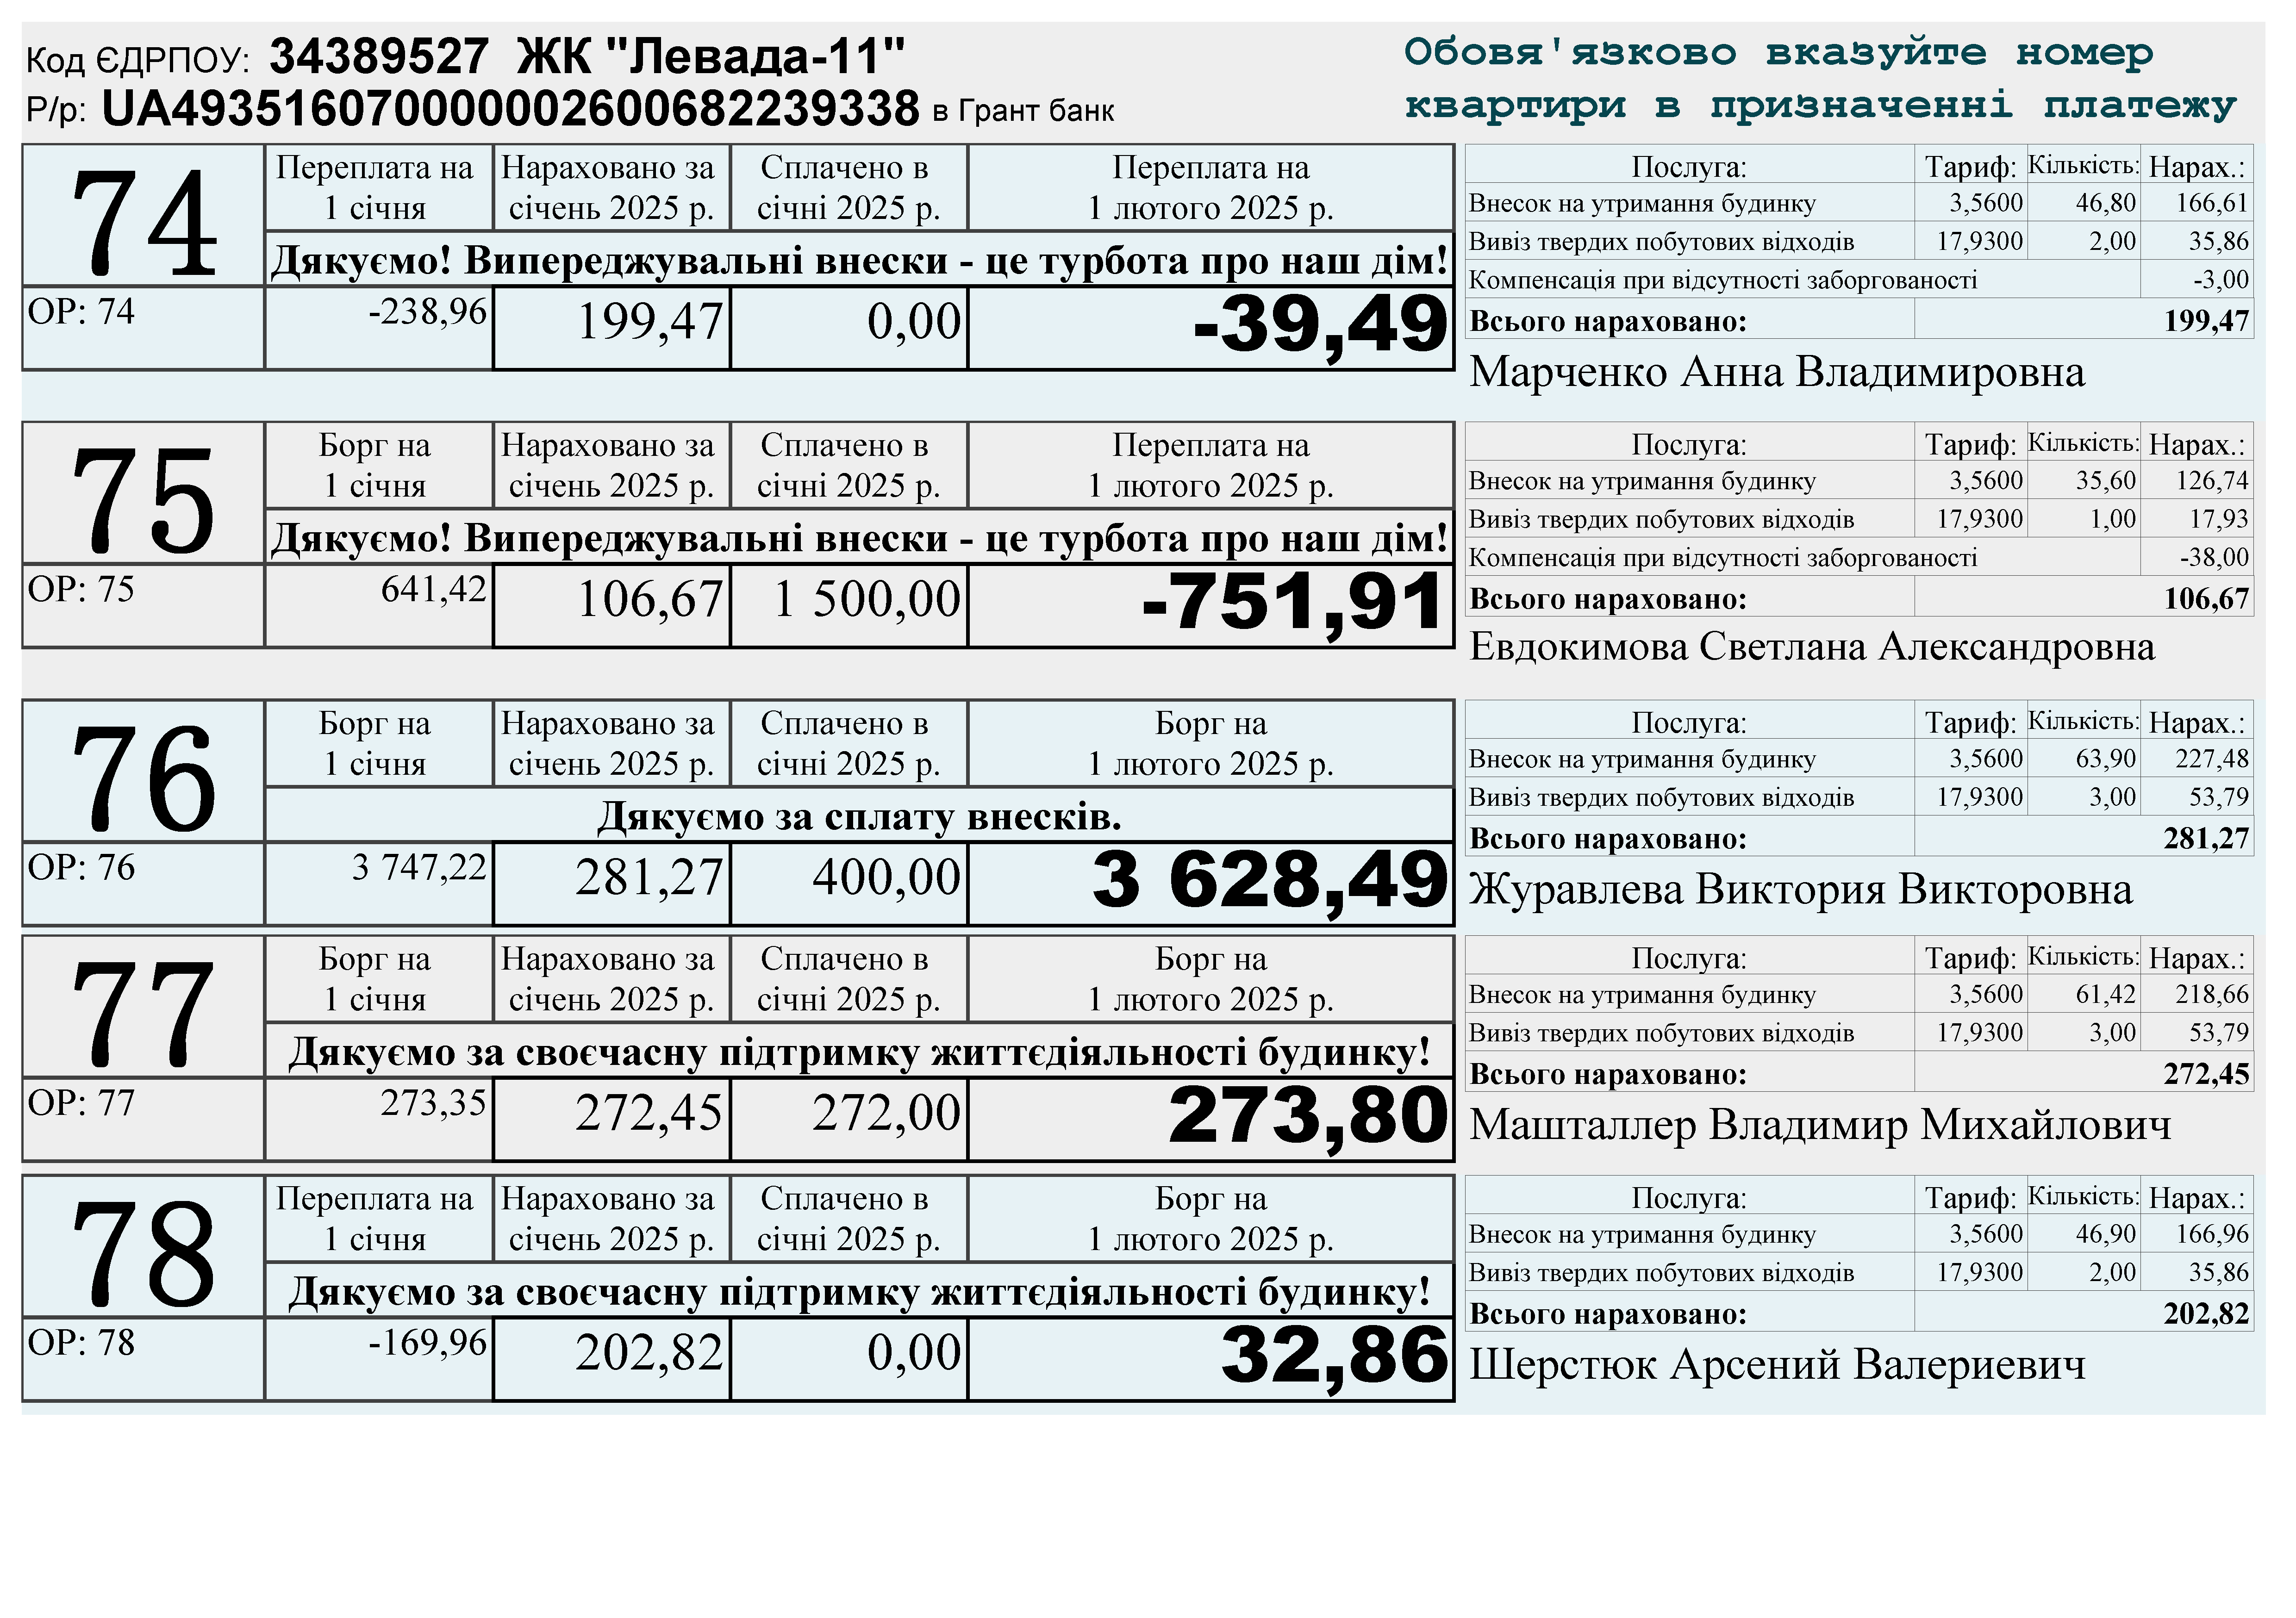 Код ЄДРПОУ: 34389527 ЖК "Левада-11"
Р/р: UA493516070000002600682239338 в Грант банк
Обовя'язково вказуйте номер
квартири в призначенні платежу
74
Переплата на 1 січня
Нараховано за січень 2025 р.
Сплачено в січні 2025 р.
Переплата на 1 лютого 2025 р.
Дякуємо! Випереджувальні внески - це турбота про наш дім!
ОР: 74 -238,96 199,47 0,00 -39,49
Послуга: Тариф: Кількість: Нарах.:
Внесок на утримання будинку 3,5600 46,80 166,61
Вивіз твердих побутових відходів 17,9300 2,00 35,86
Компенсація при відсутності заборгованості -3,00
Всього нараховано: 199,47
Марченко Анна Владимировна
75
Борг на 1 січня
Нараховано за січень 2025 р.
Сплачено в січні 2025 р.
Переплата на 1 лютого 2025 р.
Дякуємо! Випереджувальні внески - це турбота про наш дім!
ОР: 75 641,42 106,67 1 500,00 -751,91
Послуга: Тариф: Кількість: Нарах.:
Внесок на утримання будинку 3,5600 35,60 126,74
Вивіз твердих побутових відходів 17,9300 1,00 17,93
Компенсація при відсутності заборгованості -38,00
Всього нараховано: 106,67
Евдокимова Светлана Александровна
76
Борг на 1 січня
Нараховано за січень 2025 р.
Сплачено в січні 2025 р.
Борг на 1 лютого 2025 р.
Дякуємо за сплату внесків.
ОР: 76 3 747,22 281,27 400,00 3 628,49
Послуга: Тариф: Кількість: Нарах.:
Внесок на утримання будинку 3,5600 63,90 227,48
Вивіз твердих побутових відходів 17,9300 3,00 53,79
Всього нараховано: 281,27
Журавлева Виктория Викторовна
77
Борг на 1 січня
Нараховано за січень 2025 р.
Сплачено в січні 2025 р.
Борг на 1 лютого 2025 р.
Дякуємо за своєчасну підтримку життєдіяльності будинку!
ОР: 77 273,35 272,45 272,00 273,80
Послуга: Тариф: Кількість: Нарах.:
Внесок на утримання будинку 3,5600 61,42 218,66
Вивіз твердих побутових відходів 17,9300 3,00 53,79
Всього нараховано: 272,45
Машталлер Владимир Михайлович
78
Переплата на 1 січня
Нараховано за січень 2025 р.
Сплачено в січні 2025 р.
Борг на 1 лютого 2025 р.
Дякуємо за своєчасну підтримку життєдіяльності будинку!
ОР: 78 -169,96 202,82 0,00 32,86
Послуга: Тариф: Кількість: Нарах.:
Внесок на утримання будинку 3,5600 46,90 166,96
Вивіз твердих побутових відходів 17,9300 2,00 35,86
Всього нараховано: 202,82
Шерстюк Арсений Валериевич